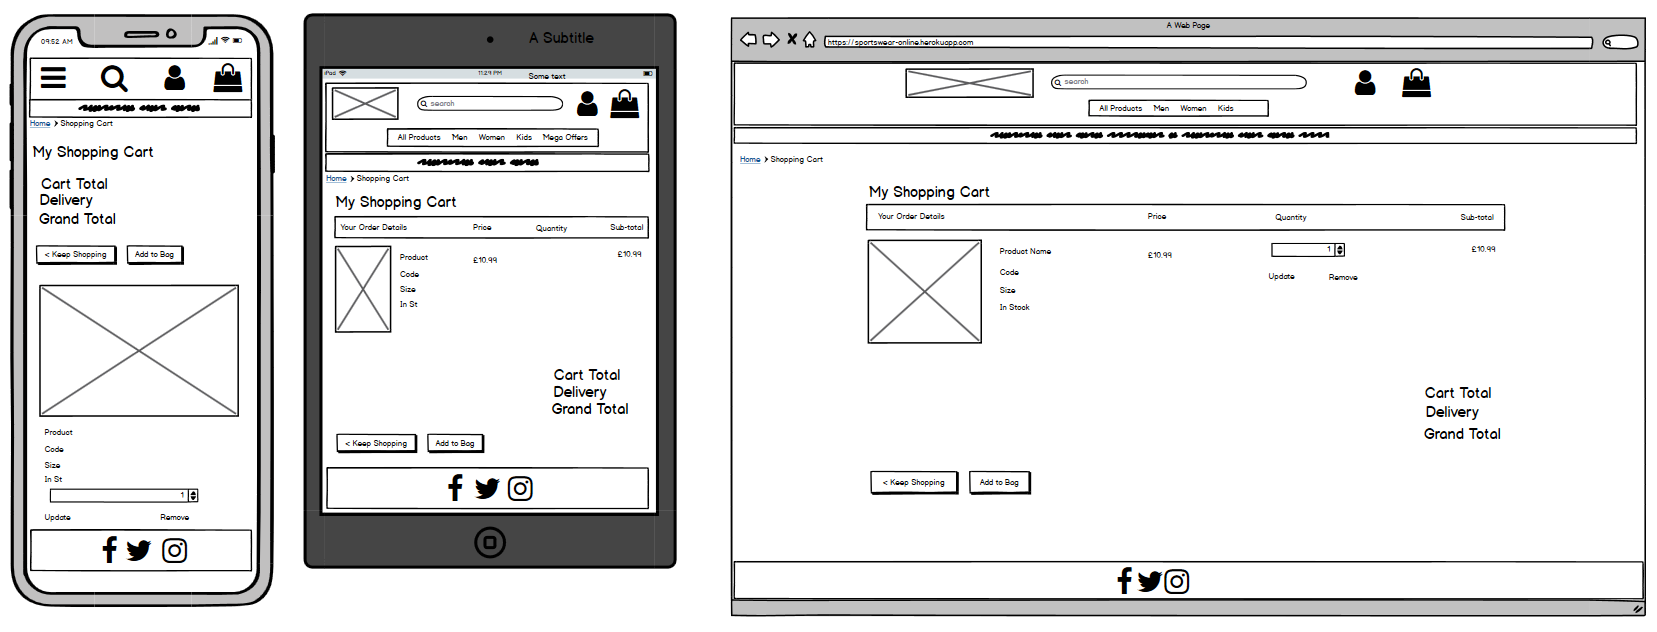 09:52 AM
Home > Shopping Cart
My Shopping Cart
Cart Total
Delivery
Grand Total
< Keep Shopping Add to Bag
Product
Code
Size
In St
1
Update Remove
A Subtitle
iPad 11:29 PM Some text
search
All Products Men Women Kids Mega Offers
Home > Shopping Cart
My Shopping Cart
Your Order Details Price Quantity Sub-total
Product £10.99 £10.99
Code
Size
In St
Cart Total
Delivery
Grand Total
< Keep Shopping Add to Bag
A Web Page
https://sportswear-online.herokuapp.com
search
All Products Men Women Kids
Home > Shopping Cart
My Shopping Cart
Your Order Details Price Quantity Sub-total
Product Name £10.99 1 £10.99
Code Update Remove
Size
In Stock
Cart Total
Delivery
Grand Total
< Keep Shopping Add to Bag